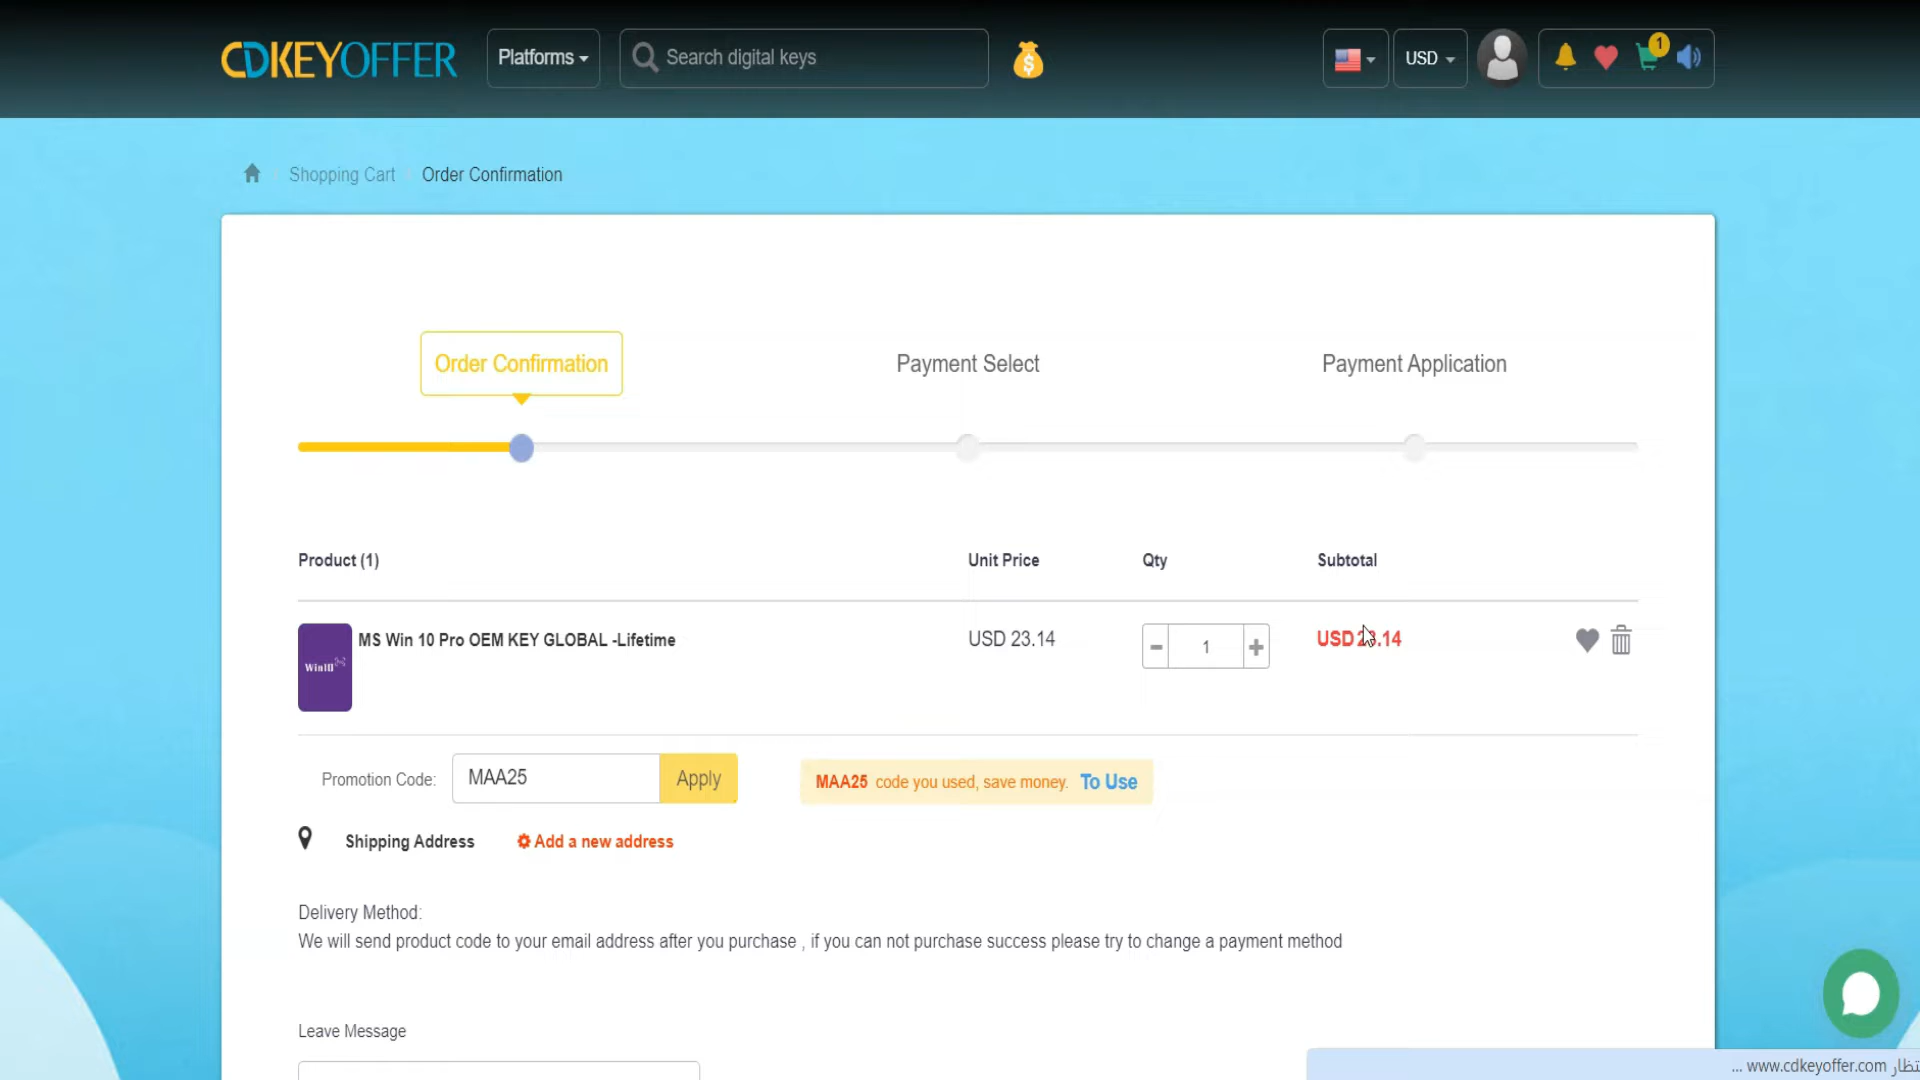 CDKEYOFFER
Platforms
Search digital keys
$
USD
1
Shopping Cart
Order Confirmation
Order Confirmation
Payment Select
Payment Application
Product (1)
Unit Price
Qty
Subtotal
Win10
MS Win 10 Pro OEM KEY GLOBAL -Lifetime
USD 23.14
1
USD 23.14
Promotion Code:
MAA25
Apply
MAA25 code you used, save money. To Use
Shipping Address
Add a new address
Delivery Method:
We will send product code to your email address after you purchase , if you can not purchase success please try to change a payment method
Leave Message
... www.cdkeyoffer.com